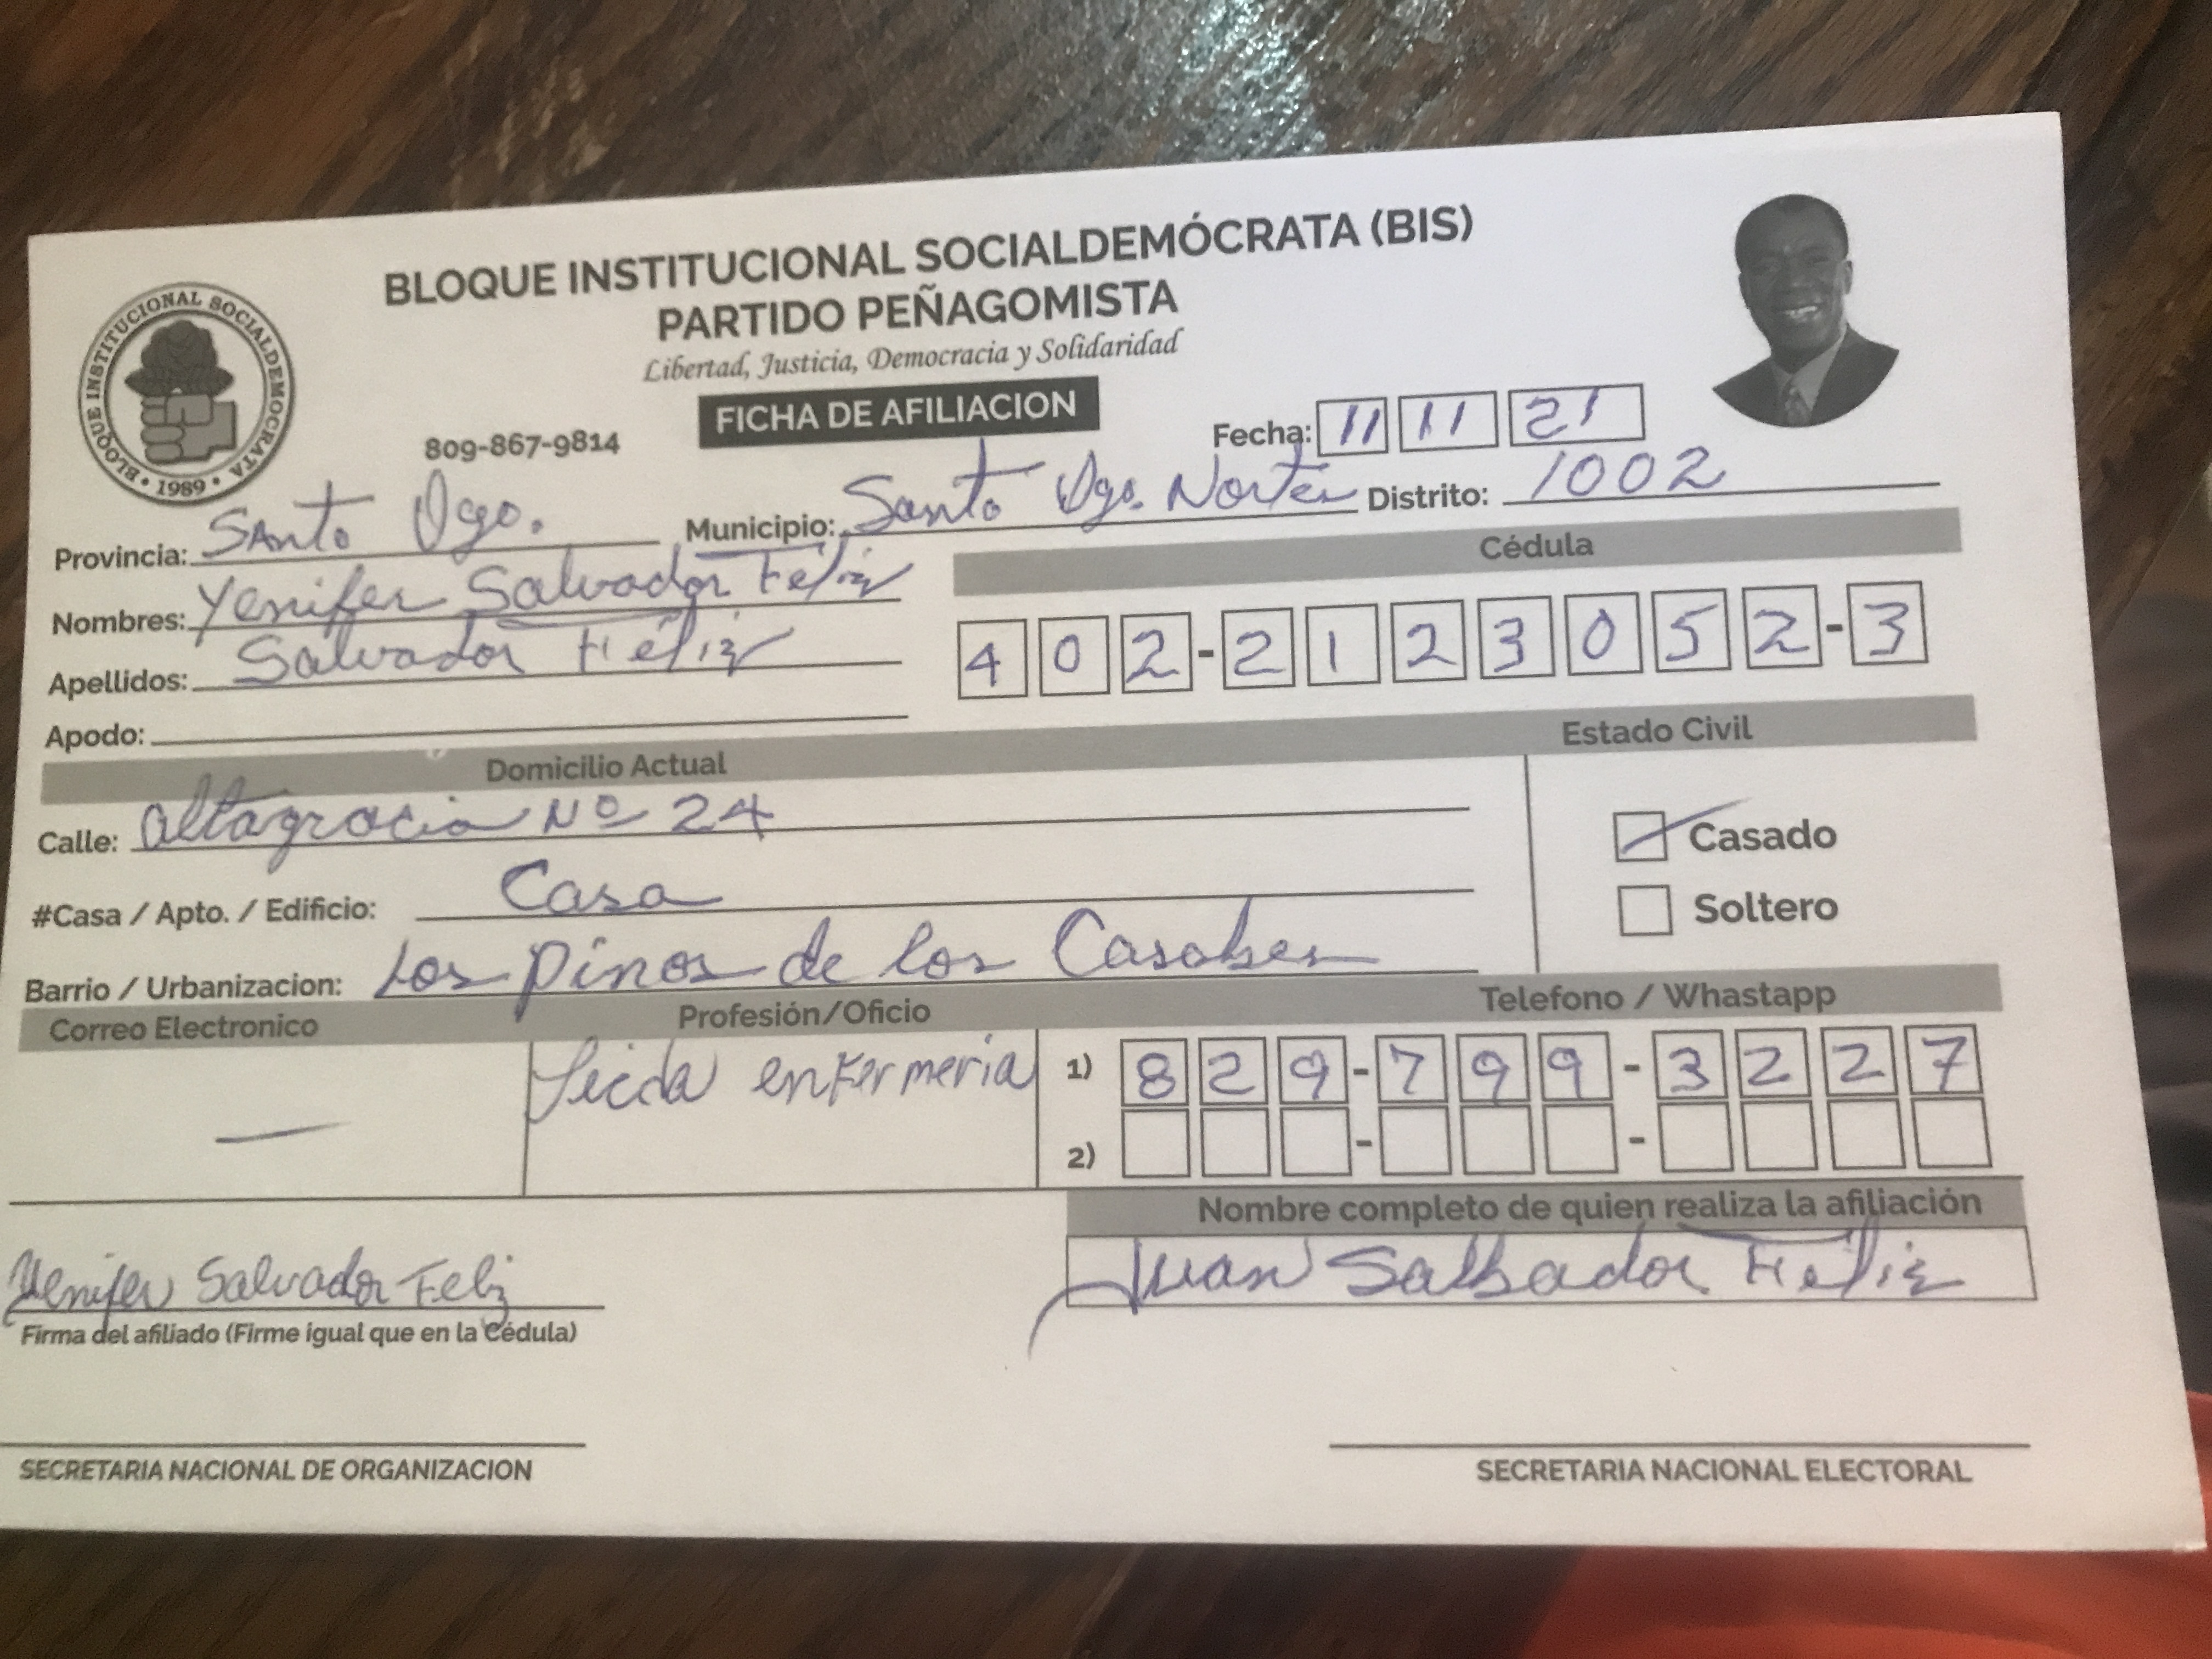 BLOQUE INSTITUCIONAL SOCIALDEMÓCRATA (BIS)
PARTIDO PEÑAGOMISTA
Libertad, Justicia, Democracia y Solidaridad
BLOQUE INSTITUCIONAL SOCIALDEMOCRATA • 1989 •
809-867-9814
FICHA DE AFILIACION
Fecha: 11 11 21
Provincia: Santo Dgo. Municipio: Santo Dgo. Norte Distrito: 1002
Nombres: Yenifer Salvador Féliz
Apellidos: Salvador Féliz
Apodo:
Cédula
402-2123052-3
Domicilio Actual
Estado Civil
Calle: altagracia Nº 24
#Casa / Apto. / Edificio: Casa
Barrio / Urbanizacion: Los pinos de los Casabes
Casado
Soltero
Correo Electronico Profesión/Oficio Telefono / Whastapp
— Licda enfermeria
1) 829-799-3227
2) - -
Nombre completo de quien realiza la afiliación
Juan Salbador Féliz
Yenifer Salvador Feliz
Firma del afiliado (Firme igual que en la Cédula)
SECRETARIA NACIONAL DE ORGANIZACION
SECRETARIA NACIONAL ELECTORAL